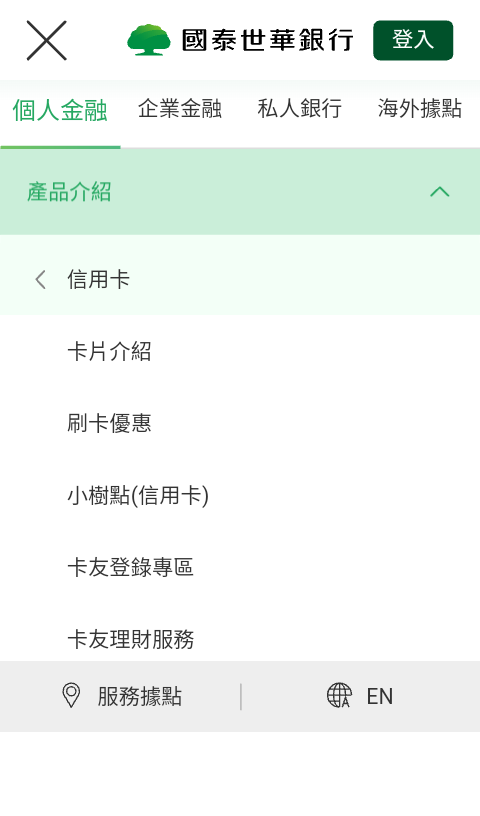 國泰世華銀行
登入
個人金融 企業金融 私人銀行 海外據點
產品介紹
信用卡
卡片介紹
刷卡優惠
小樹點(信用卡)
卡友登錄專區
卡友理財服務
服務據點 EN